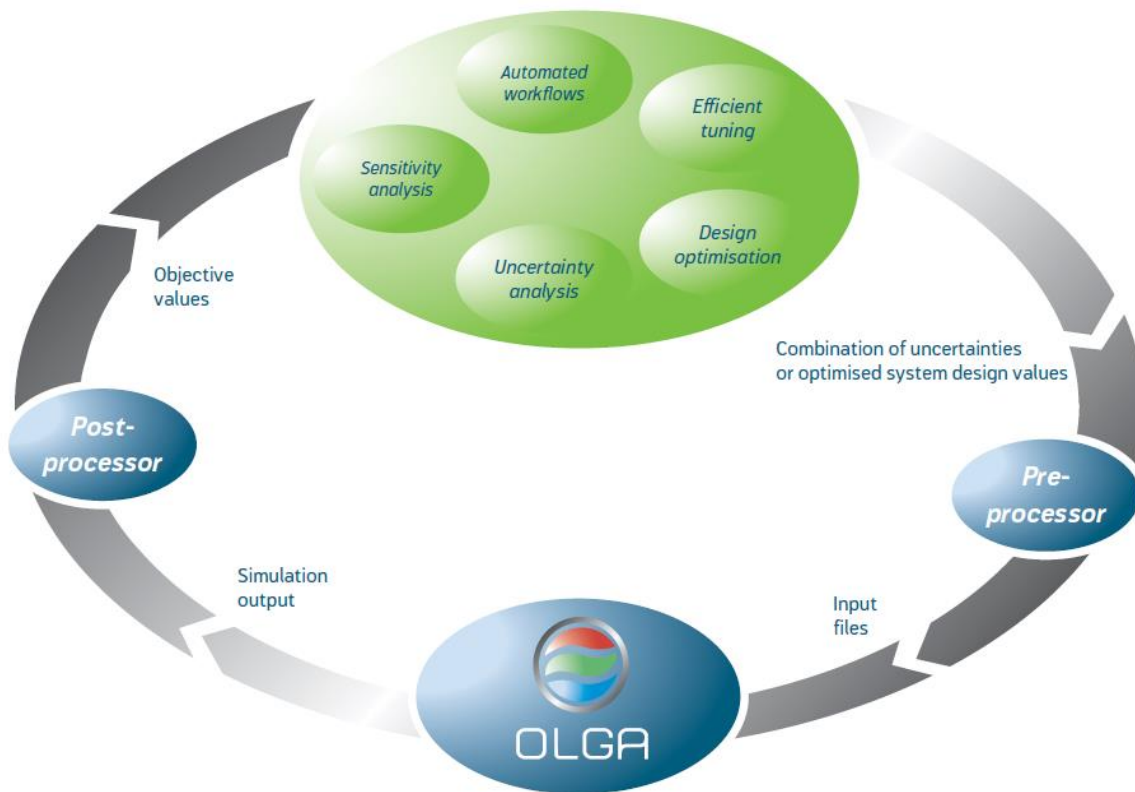 Automated
workflows
Efficient
tuning
Sensitivity
analysis
Design
optimisation
Uncertainty
analysis
Objective
values
Combination of uncertainties
or optimised system design values
Post-
processor
Pre-
processor
Simulation
output
Input
files
OLGA